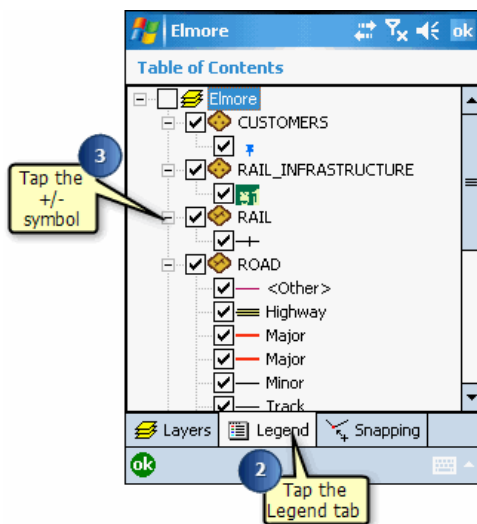 Elmore
ok
Table of Contents
Elmore
CUSTOMERS
3
RAIL_INFRASTRUCTURE
Tap the
+/-
symbol
RAIL
ROAD
<Other>
Highway
Major
Major
Minor
Track
Layers
Legend
Snapping
ok
2
Tap the
Legend tab